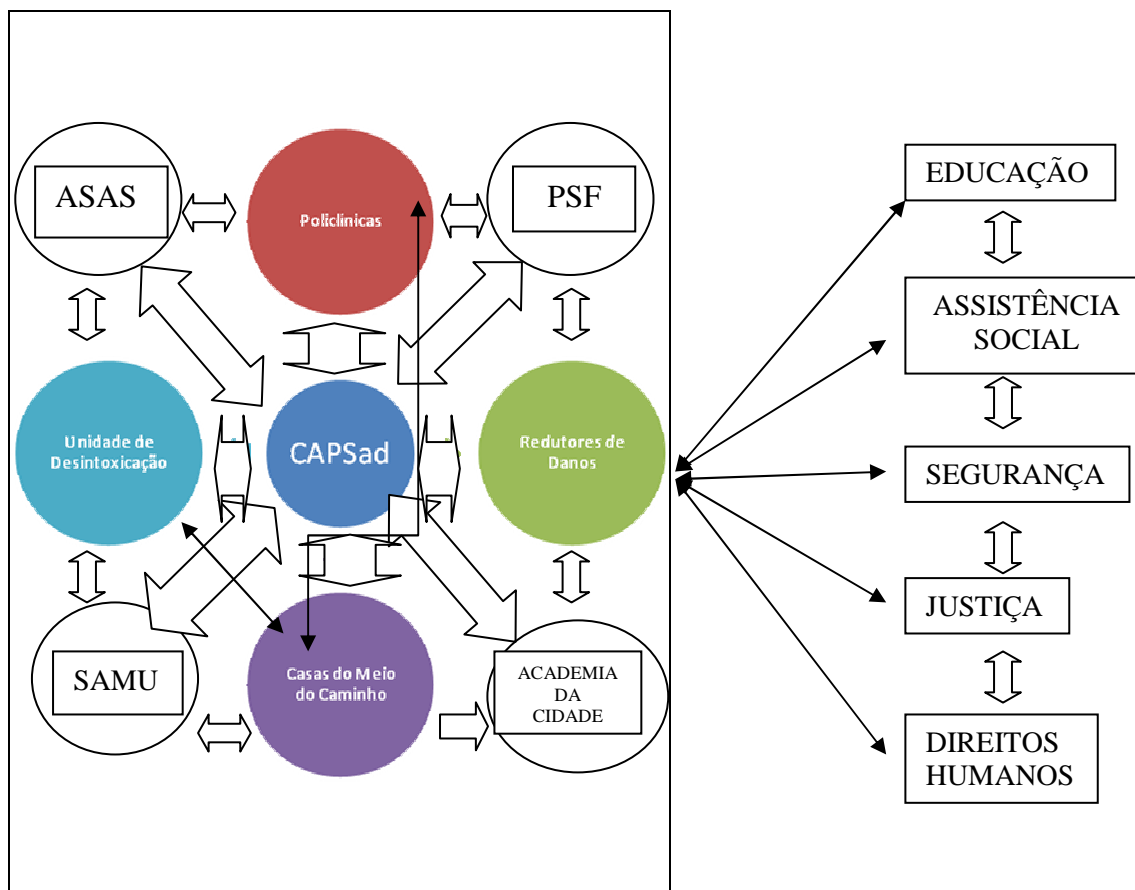 ASAS
Policlínicas
PSF
Unidade de
Desintoxicação
CAPSad
Redutores de
Danos
SAMU
Casas do Meio
do Caminho
ACADEMIA
DA
CIDADE
EDUCAÇÃO
ASSISTÊNCIA
SOCIAL
SEGURANÇA
JUSTIÇA
DIREITOS
HUMANOS